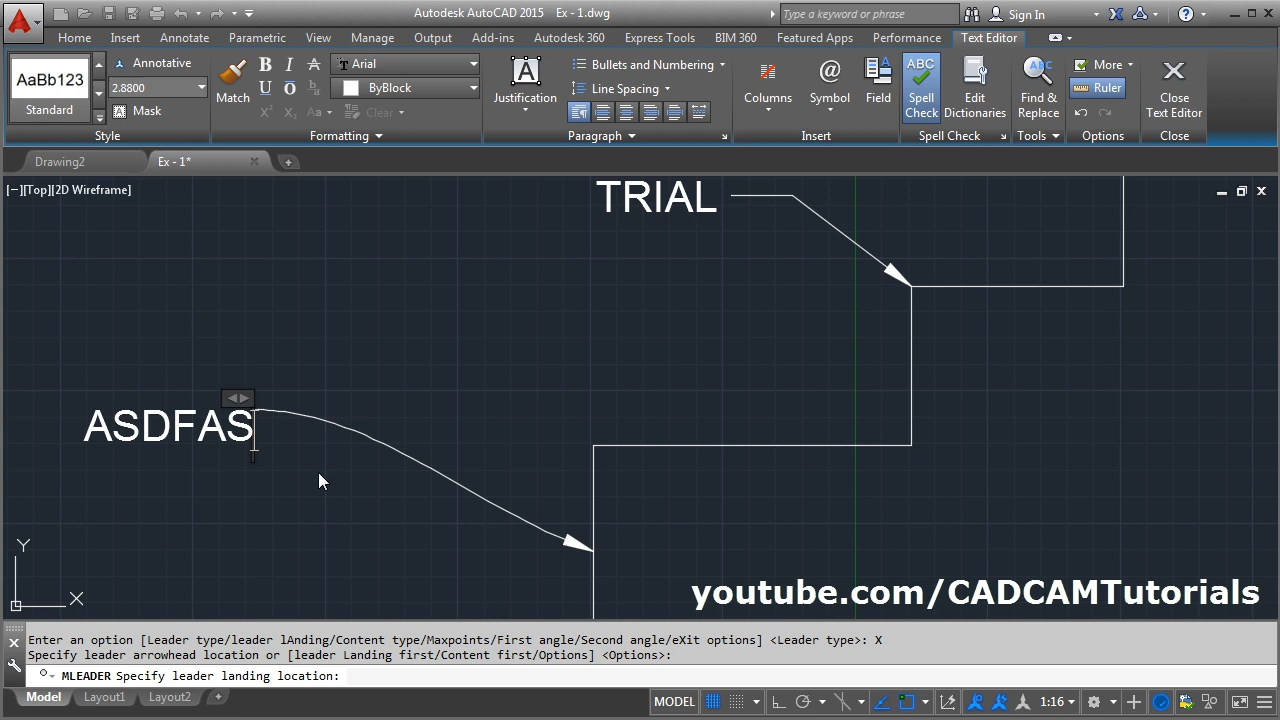 Autodesk AutoCAD 2015 Ex - 1.dwg
Type a keyword or phrase
Sign In
Home Insert Annotate Parametric View Manage Output Add-ins Autodesk 360 Express Tools BIM 360 Featured Apps Performance Text Editor
AaBb123
Standard
Annotative
2.8800
Mask
Style
Match
B I A
U O
Aa
Clear
Arial
ByBlock
Formatting
Justification
Bullets and Numbering
Line Spacing
Paragraph
Columns
@
Symbol
Field
Insert
ABC
Spell
Check
Edit
Dictionaries
Spell Check
Find &
Replace
Tools
More
Ruler
Options
Close
Text Editor
Close
Drawing2
Ex - 1*
[−][Top][2D Wireframe]
TRIAL
ASDFAS
Y
X
youtube.com/CADCAMTutorials
Enter an option [Leader type/leader lAnding/Content type/Maxpoints/First angle/Second angle/eXit options] <Leader type>: X
Specify leader arrowhead location or [leader Landing first/Content first/Options] <Options>:
MLEADER Specify leader landing location:
Model Layout1 Layout2 +
MODEL
1:16